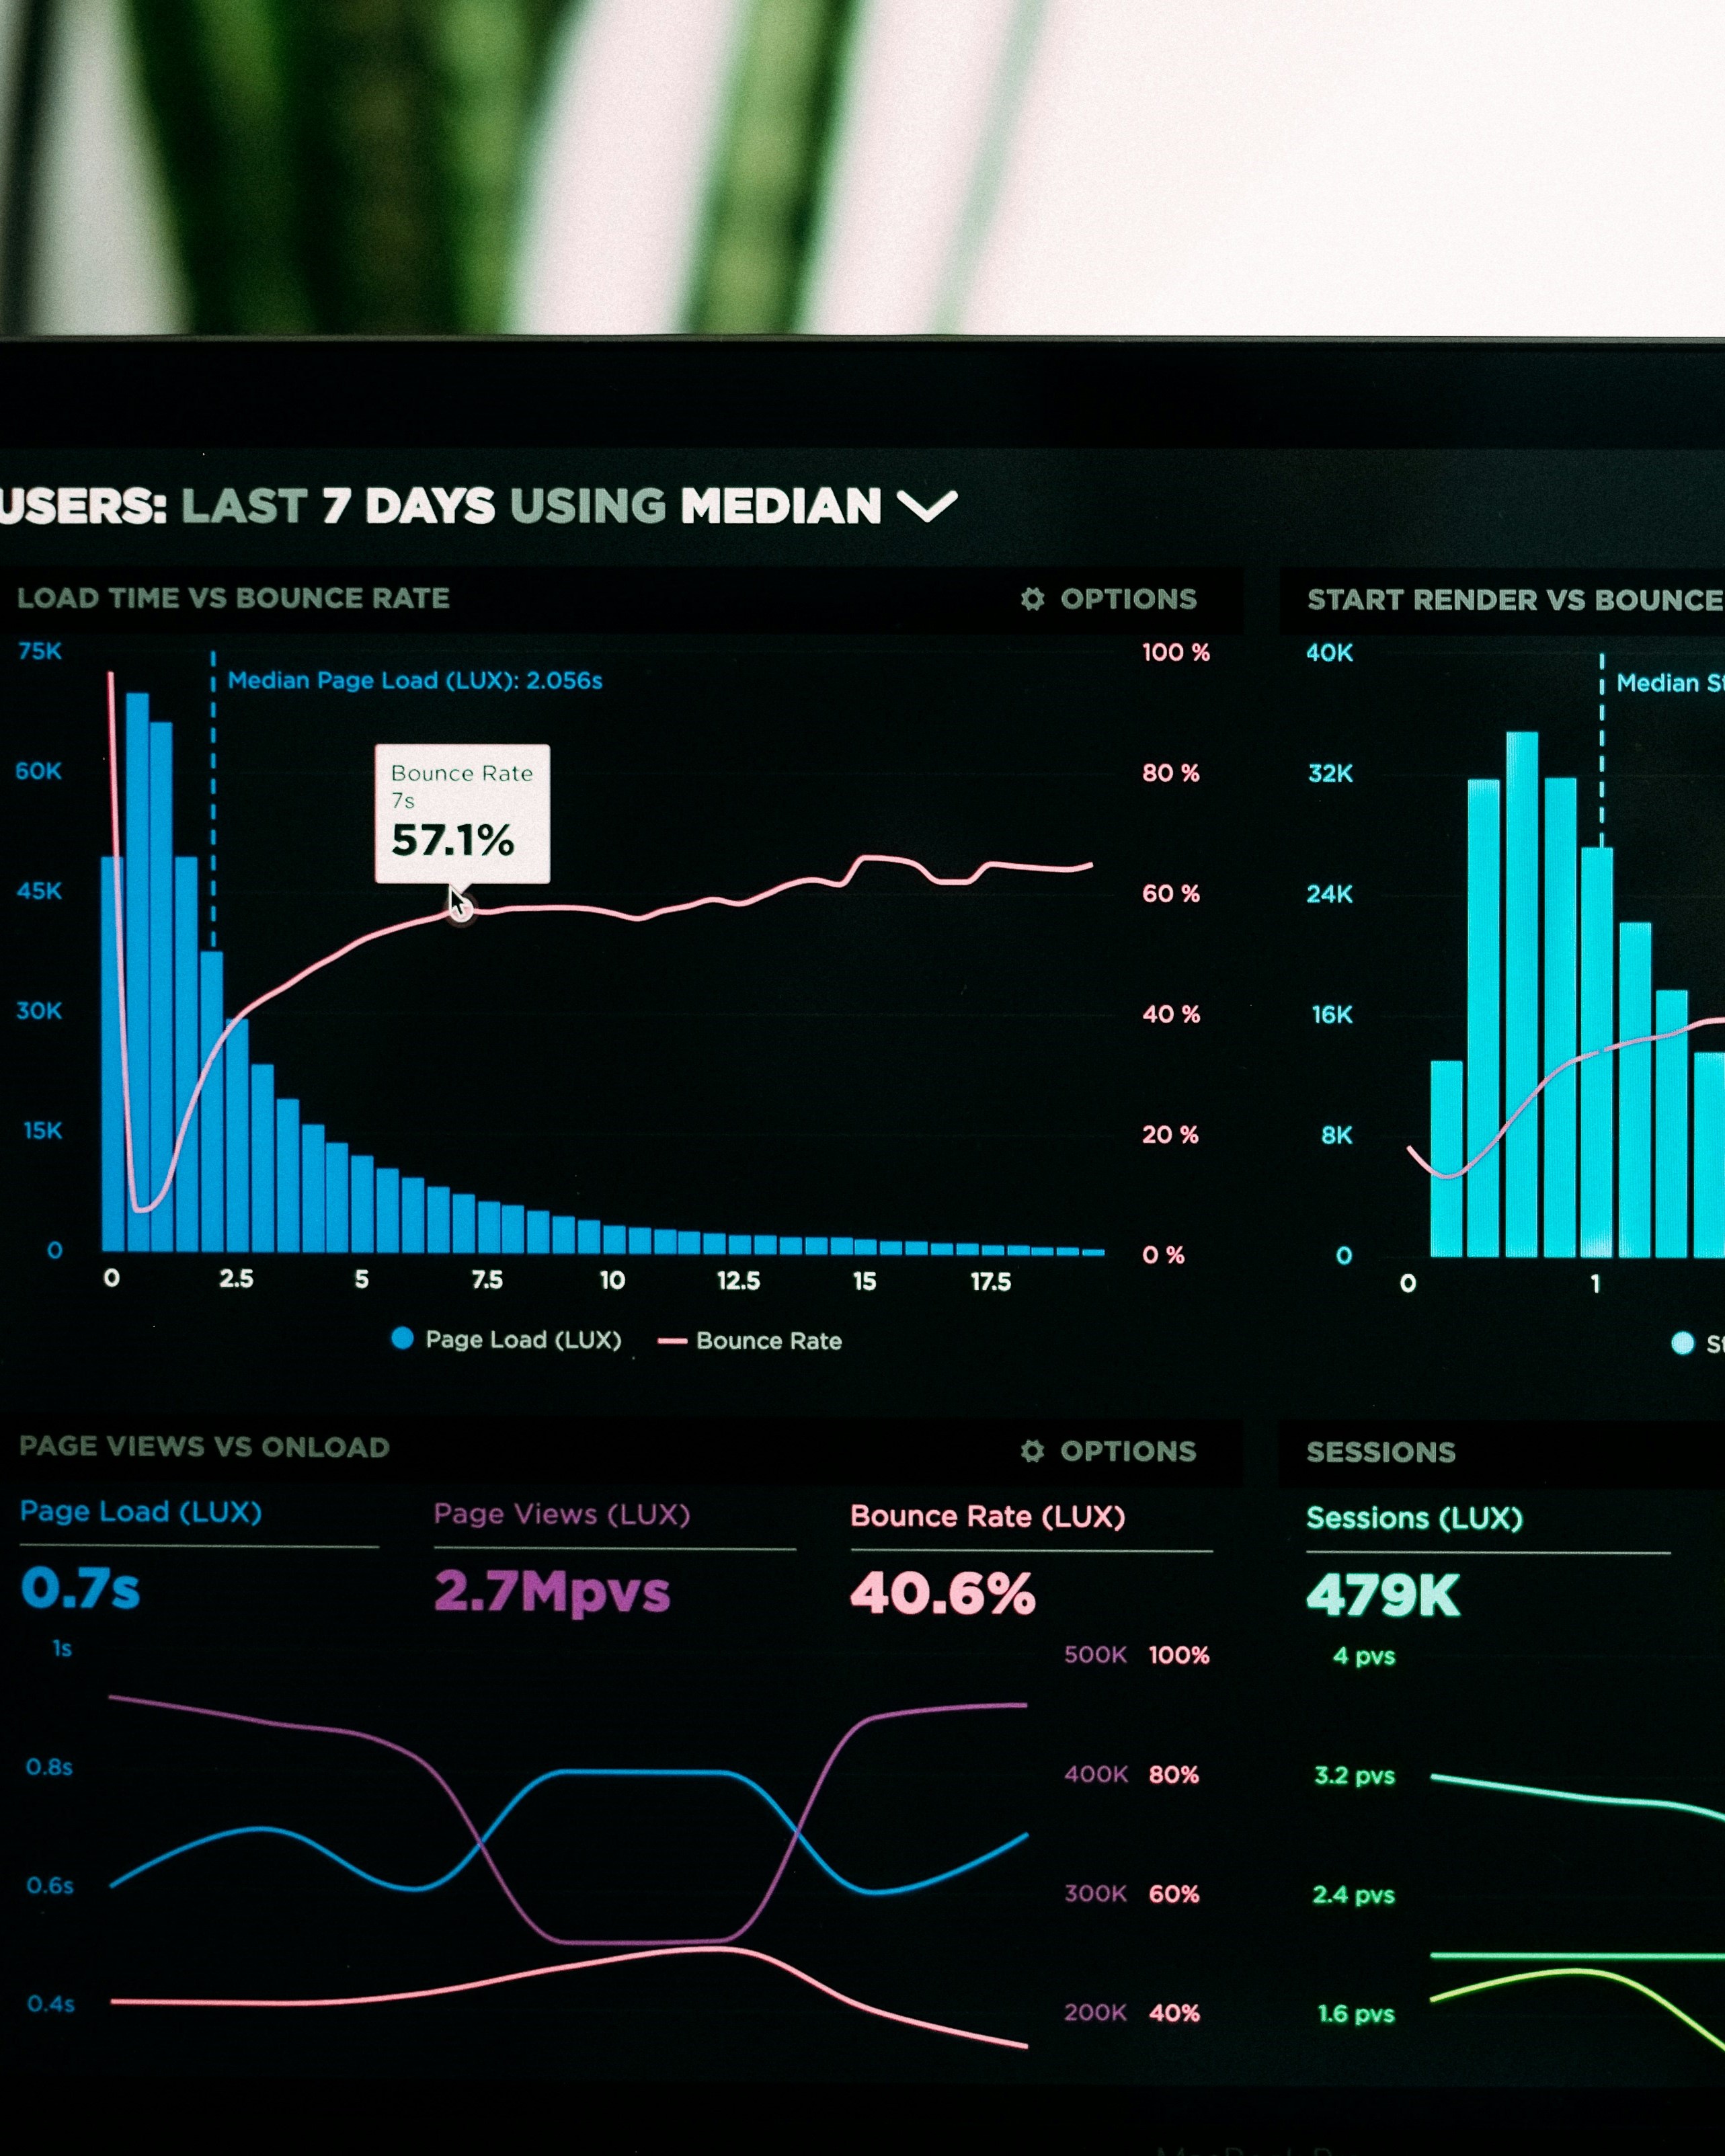 USERS: LAST 7 DAYS USING MEDIAN
LOAD TIME VS BOUNCE RATE
OPTIONS
75K
60K
45K
30K
15K
0
Median Page Load (LUX): 2.056s
Bounce Rate
7s
57.1%
100 %
80 %
60 %
40 %
20 %
0 %
0 2.5 5 7.5 10 12.5 15 17.5
Page Load (LUX) Bounce Rate
START RENDER VS BOUNCE
40K
32K
24K
16K
8K
0
Median
0 1
PAGE VIEWS VS ONLOAD
OPTIONS
Page Load (LUX)
0.7s
Page Views (LUX)
2.7Mpvs
Bounce Rate (LUX)
40.6%
1s
0.8s
0.6s
0.4s
500K 100%
400K 80%
300K 60%
200K 40%
SESSIONS
Sessions (LUX)
479K
4 pvs
3.2 pvs
2.4 pvs
1.6 pvs